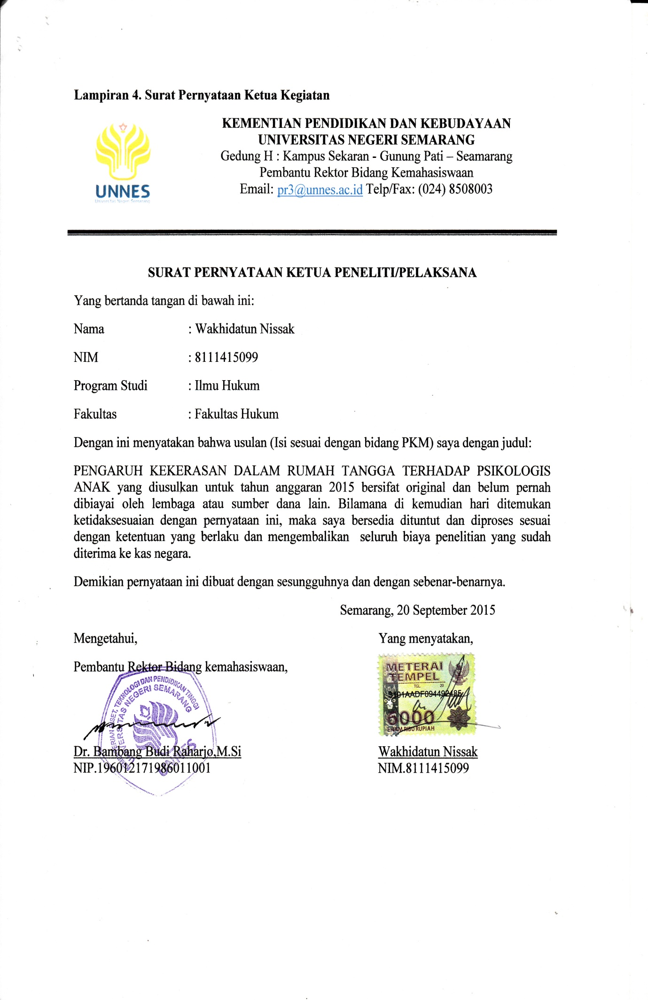 Lampiran 4. Surat Pernyataan Ketua Kegiatan
KEMENTIAN PENDIDIKAN DAN KEBUDAYAAN
UNIVERSITAS NEGERI SEMARANG
Gedung H : Kampus Sekaran - Gunung Pati – Seamarang
Pembantu Rektor Bidang Kemahasiswaan
Email: pr3@unnes.ac.id Telp/Fax: (024) 8508003
UNNES
Universitas Negeri Semarang
SURAT PERNYATAAN KETUA PENELITI/PELAKSANA
Yang bertanda tangan di bawah ini:
Nama : Wakhidatun Nissak
NIM : 8111415099
Program Studi : Ilmu Hukum
Fakultas : Fakultas Hukum
Dengan ini menyatakan bahwa usulan (Isi sesuai dengan bidang PKM) saya dengan judul:
PENGARUH KEKERASAN DALAM RUMAH TANGGA TERHADAP PSIKOLOGIS
ANAK yang diusulkan untuk tahun anggaran 2015 bersifat original dan belum pernah
dibiayai oleh lembaga atau sumber dana lain. Bilamana di kemudian hari ditemukan
ketidaksesuaian dengan pernyataan ini, maka saya bersedia dituntut dan diproses sesuai
dengan ketentuan yang berlaku dan mengembalikan seluruh biaya penelitian yang sudah
diterima ke kas negara.
Demikian pernyataan ini dibuat dengan sesungguhnya dan dengan sebenar-benarnya.
Semarang, 20 September 2015
Mengetahui, Yang menyatakan,
Pembantu Rektor Bidang kemahasiswaan,
METERAI
TEMPEL
TGL 20
6000
ENAM RIBU RUPIAH
RISET, TEKNOLOGI DAN PENDIDIKAN TINGGI
UNIVERSITAS NEGERI SEMARANG
UNNES
Dr. Bambang Budi Raharjo,M.Si Wakhidatun Nissak
NIP.196012171986011001 NIM.8111415099